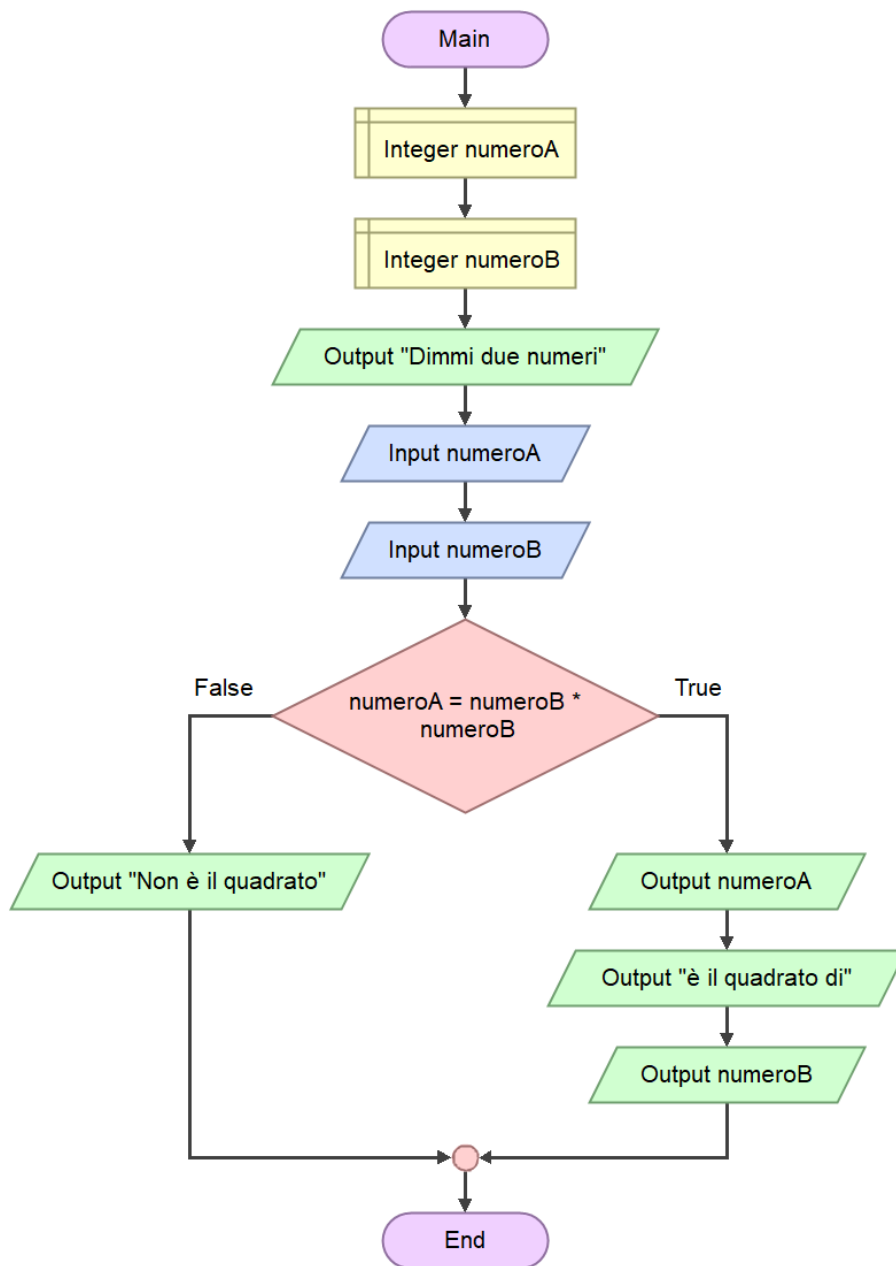 Main
Integer numeroA
Integer numeroB
Output "Dimmi due numeri"
Input numeroA
Input numeroB
False
True
numeroA = numeroB *
numeroB
Output "Non è il quadrato"
Output numeroA
Output "è il quadrato di"
Output numeroB
End